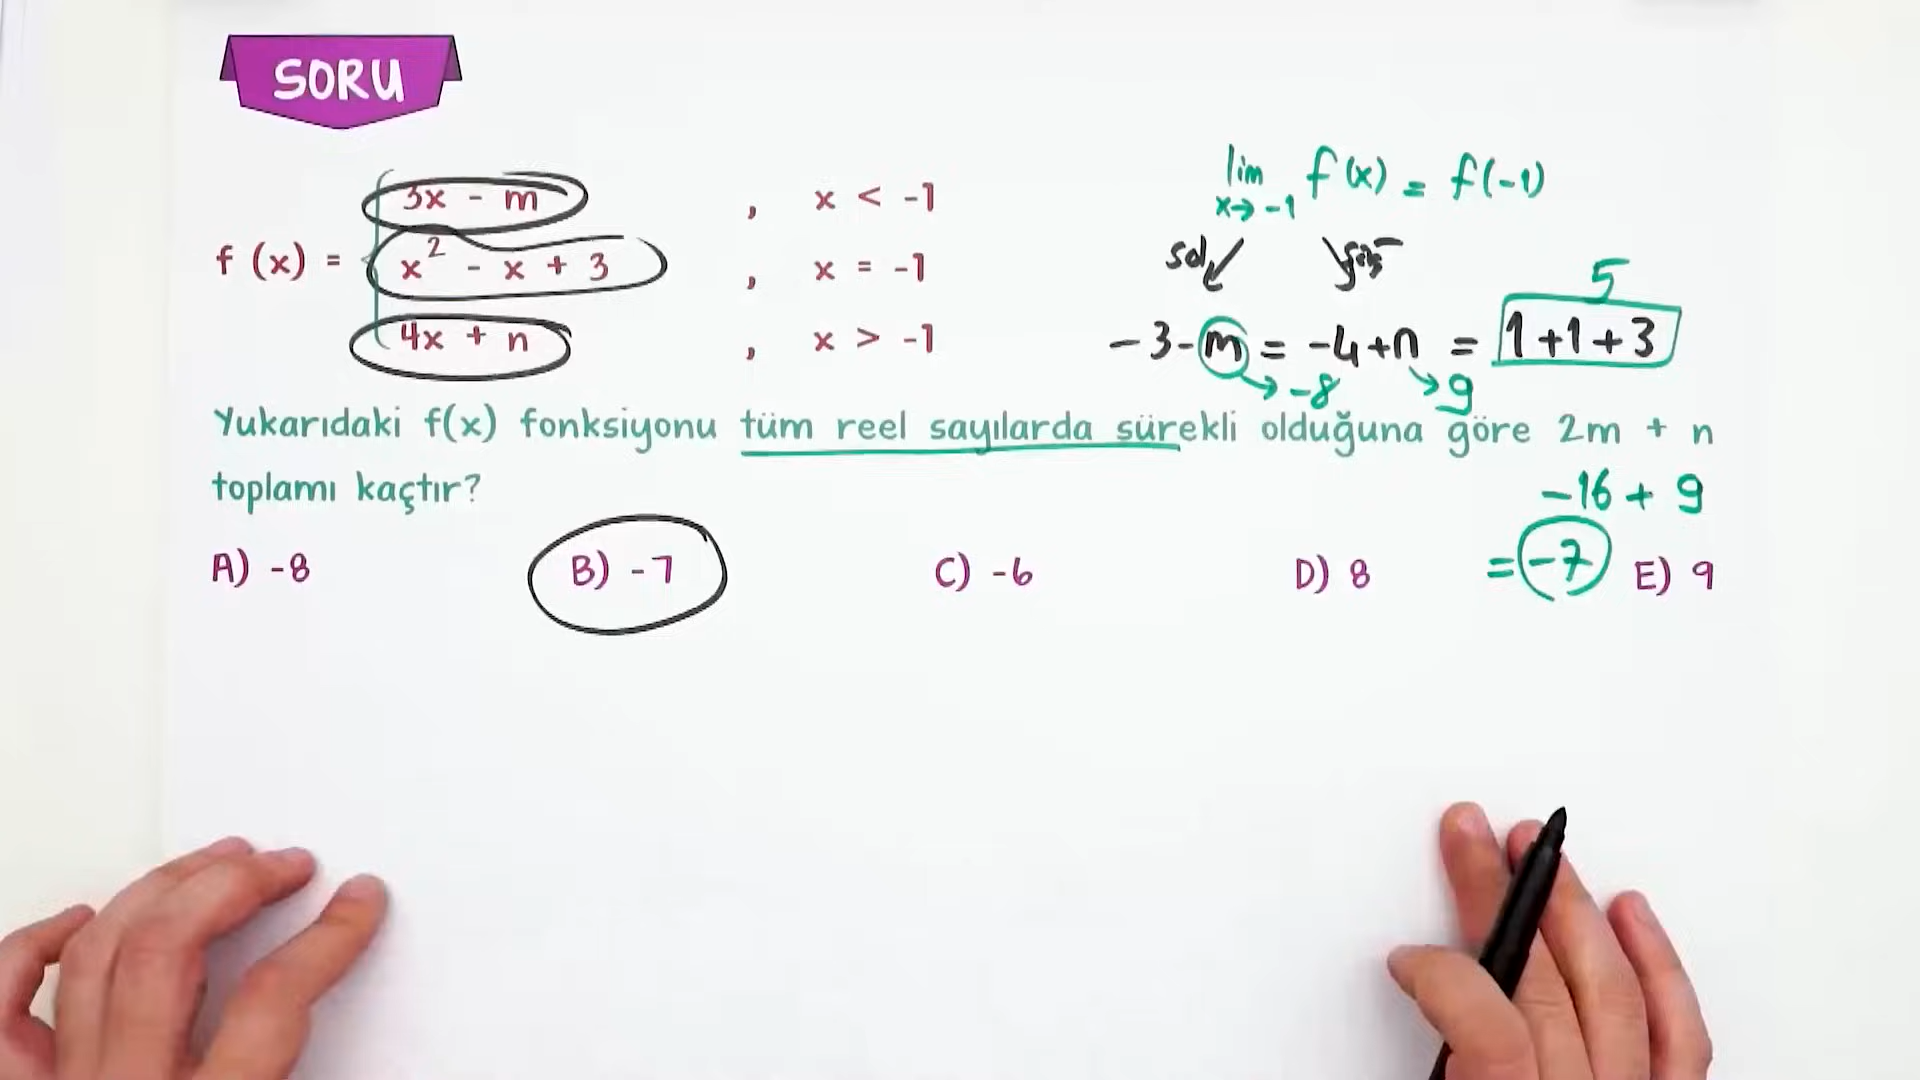 SORU
3x - m , x < -1
f (x) = x² - x + 3 , x = -1
4x + n , x > -1
lim f(x) = f(-1)
x→ -1
sol sağ
5
-3-m = -4+n = 1+1+3
→ -8 → 9
Yukarıdaki f(x) fonksiyonu tüm reel sayılarda sürekli olduğuna göre 2m + n
toplamı kaçtır?
-16 + 9
= -7
A) -8 B) -7 C) -6 D) 8 E) 9